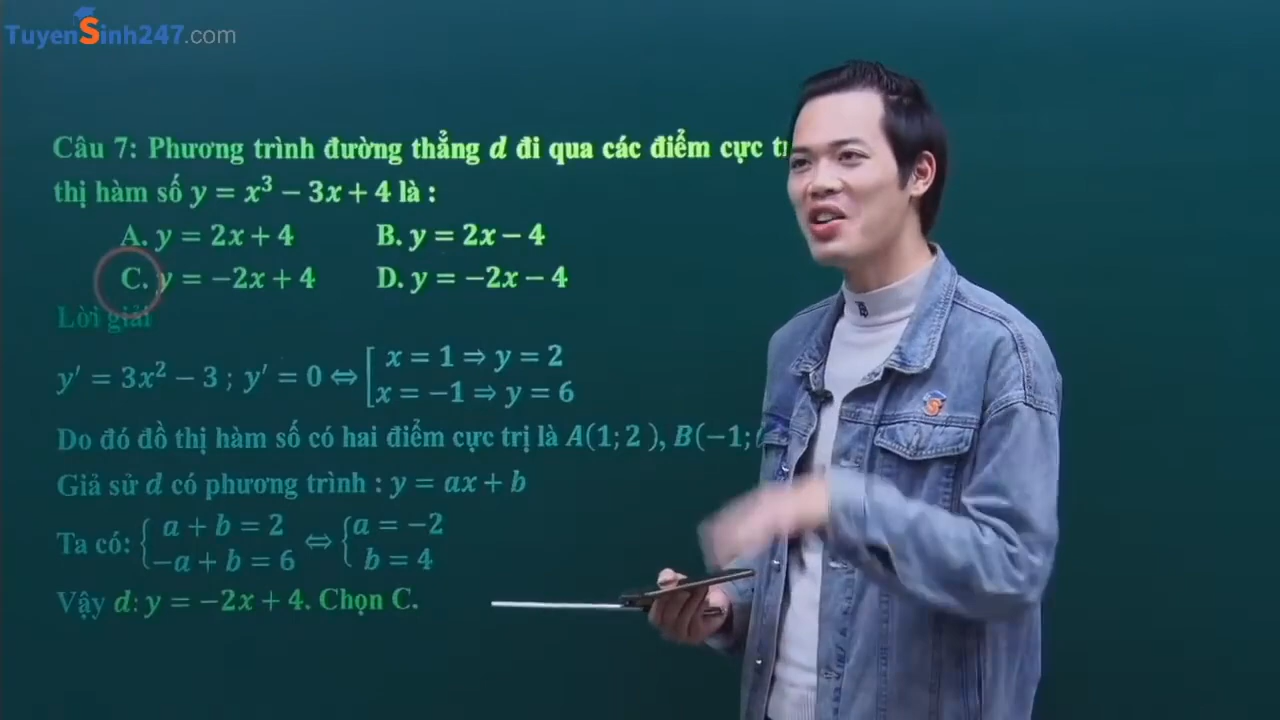 TuyenSinh247.com
Câu 7: Phương trình đường thẳng d đi qua các điểm cực
thị hàm số y = x³ − 3x + 4 là :
A. y = 2x + 4 B. y = 2x − 4
C. y = −2x + 4 D. y = −2x − 4
Lời giải
y′ = 3x² − 3 ; y′ = 0 ⇔ [ x = 1 ⇒ y = 2
x = −1 ⇒ y = 6
Do đó đồ thị hàm số có hai điểm cực trị là A(1; 2 ), B(−1;
Giả sử d có phương trình : y = ax + b
Ta có: { a + b = 2 ⇔ { a = −2
−a + b = 6 b = 4
Vậy d: y = −2x + 4. Chọn C.